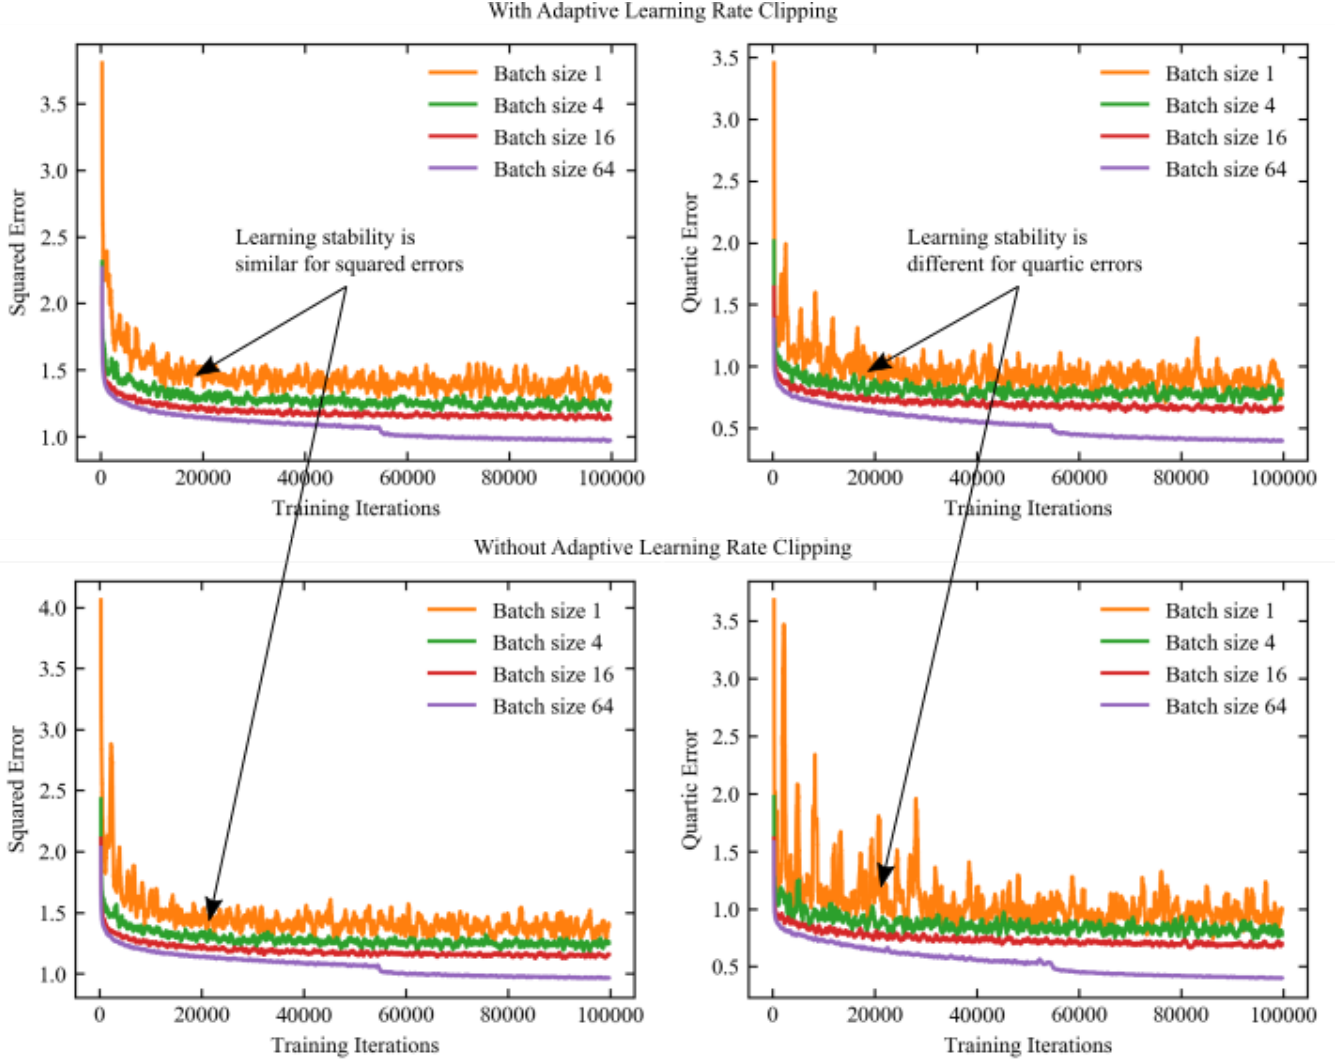 With Adaptive Learning Rate Clipping
Squared Error
3.5
3.0
2.5
2.0
1.5
1.0
Batch size 1
Batch size 4
Batch size 16
Batch size 64
Learning stability is
similar for squared errors
0 20000 40000 60000 80000 100000
Training Iterations
Quartic Error
3.5
3.0
2.5
2.0
1.5
1.0
0.5
Batch size 1
Batch size 4
Batch size 16
Batch size 64
Learning stability is
different for quartic errors
0 20000 40000 60000 80000 100000
Training Iterations
Without Adaptive Learning Rate Clipping
Squared Error
4.0
3.5
3.0
2.5
2.0
1.5
1.0
Batch size 1
Batch size 4
Batch size 16
Batch size 64
0 20000 40000 60000 80000 100000
Training Iterations
Quartic Error
3.5
3.0
2.5
2.0
1.5
1.0
0.5
Batch size 1
Batch size 4
Batch size 16
Batch size 64
0 20000 40000 60000 80000 100000
Training Iterations